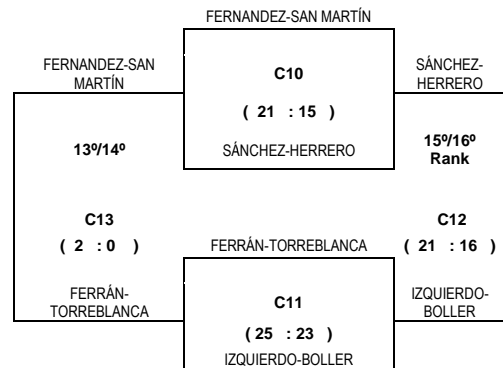 FERNANDEZ-SAN MARTÍN
FERNANDEZ-SAN
MARTÍN
C10
SÁNCHEZ-
HERRERO
( 21 : 15 )
13º/14º
SÁNCHEZ-HERRERO
15º/16º
Rank
C13
C12
( 2 : 0 )
FERRÁN-TORREBLANCA
( 21 : 16 )
FERRÁN-
TORREBLANCA
C11
IZQUIERDO-
BOLLER
( 25 : 23 )
IZQUIERDO-BOLLER